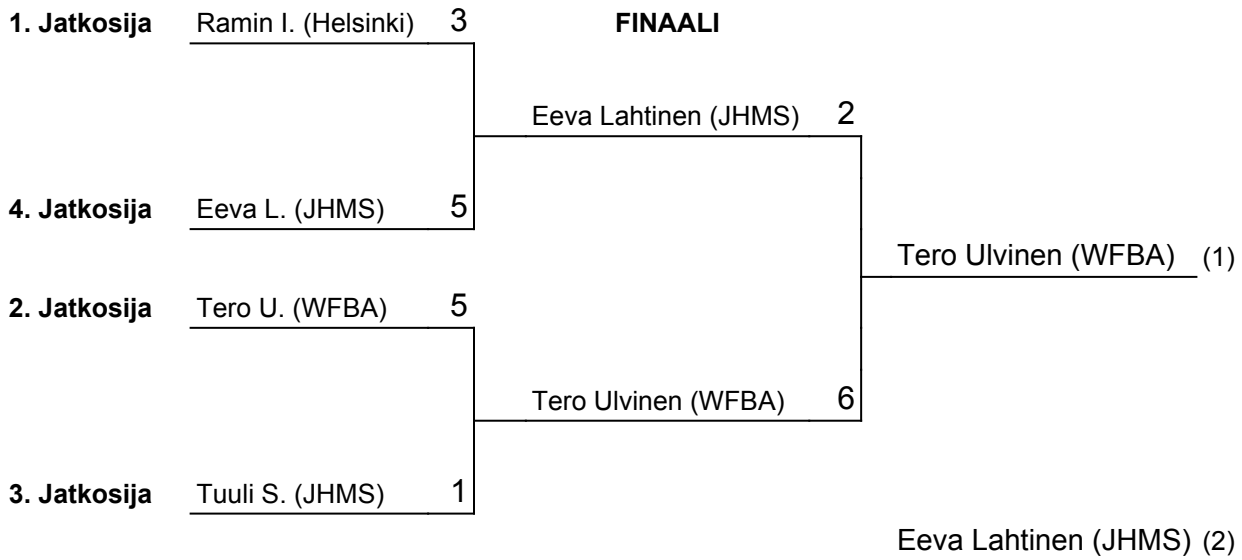 1. Jatkosija Ramin I. (Helsinki) 3 FINAALI
Eeva Lahtinen (JHMS) 2
4. Jatkosija Eeva L. (JHMS) 5
Tero Ulvinen (WFBA) (1)
2. Jatkosija Tero U. (WFBA) 5
Tero Ulvinen (WFBA) 6
3. Jatkosija Tuuli S. (JHMS) 1
Eeva Lahtinen (JHMS) (2)